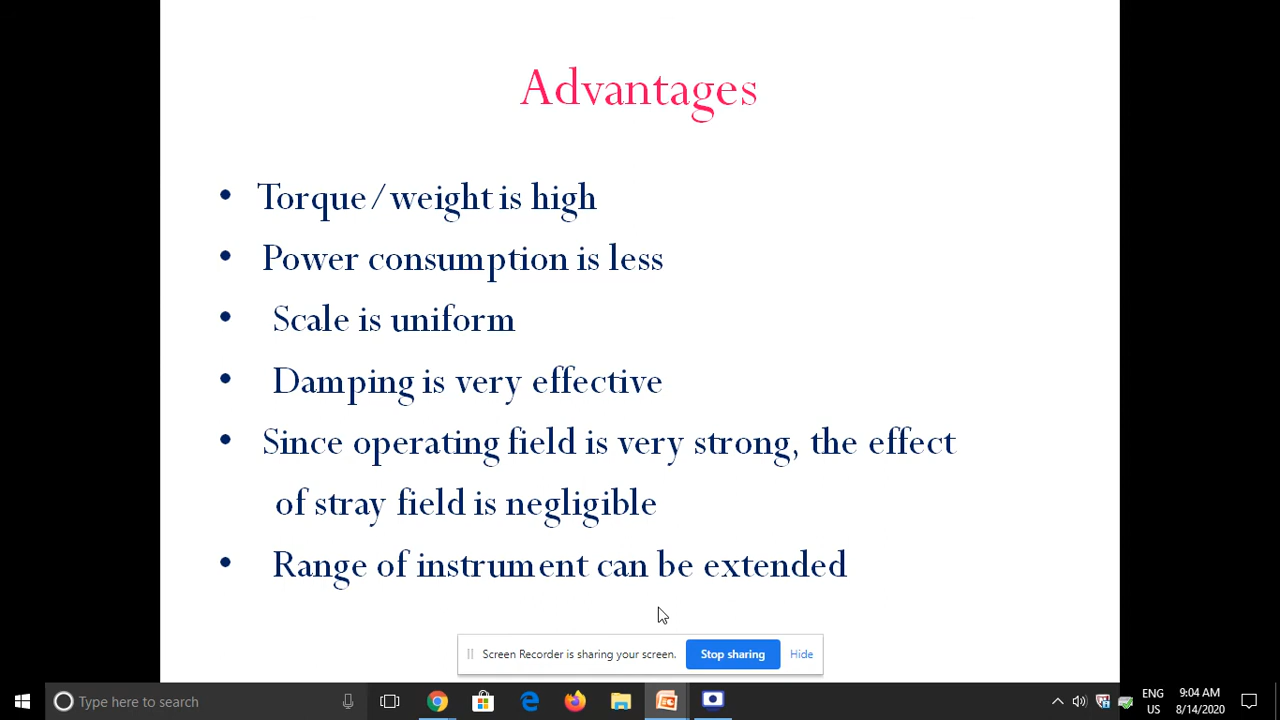 Advantages
• Torque/weight is high
• Power consumption is less
• Scale is uniform
• Damping is very effective
• Since operating field is very strong, the effect
of stray field is negligible
• Range of instrument can be extended
Screen Recorder is sharing your screen. Stop sharing Hide
Type here to search
ENG 9:04 AM
US 8/14/2020